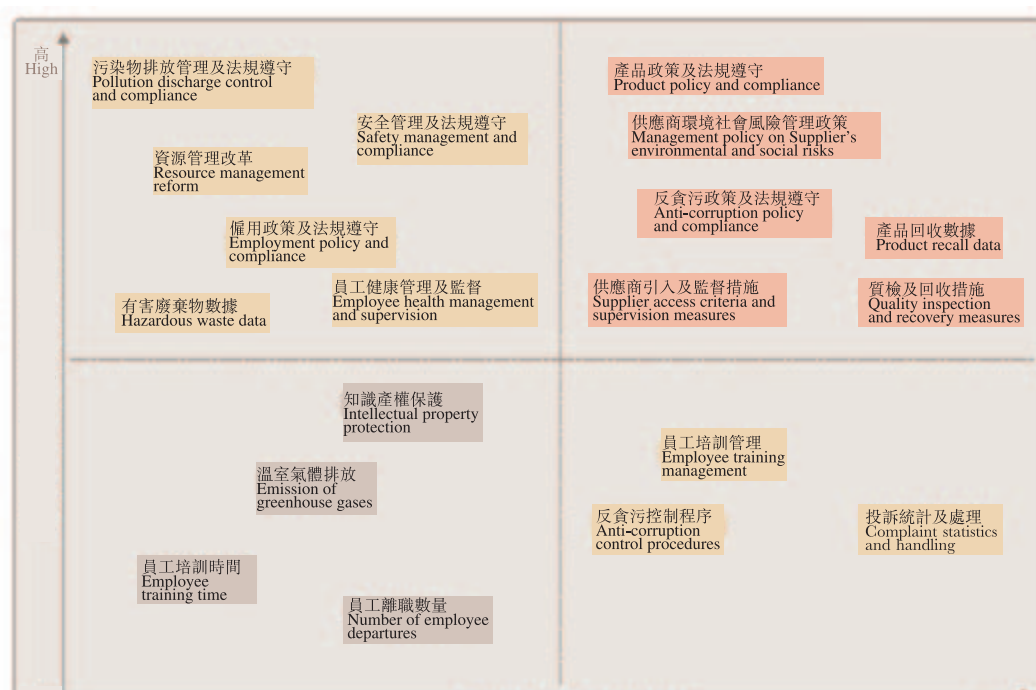 高
High
污染物排放管理及法規遵守
Pollution discharge control
and compliance
安全管理及法規遵守
Safety management and
compliance
資源管理改革
Resource management
reform
僱用政策及法規遵守
Employment policy and
compliance
有害廢棄物數據
Hazardous waste data
員工健康管理及監督
Employee health management
and supervision
產品政策及法規遵守
Product policy and compliance
供應商環境社會風險管理政策
Management policy on Supplier's
environmental and social risks
反貪污政策及法規遵守
Anti-corruption policy
and compliance
產品回收數據
Product recall data
供應商引入及監督措施
Supplier access criteria and
supervision measures
質檢及回收措施
Quality inspection
and recovery measures
知識產權保護
Intellectual property
protection
溫室氣體排放
Emission of
greenhouse gases
員工培訓時間
Employee
training time
員工離職數量
Number of employee
departures
員工培訓管理
Employee training
management
反貪污控制程序
Anti-corruption
control procedures
投訴統計及處理
Complaint statistics
and handling